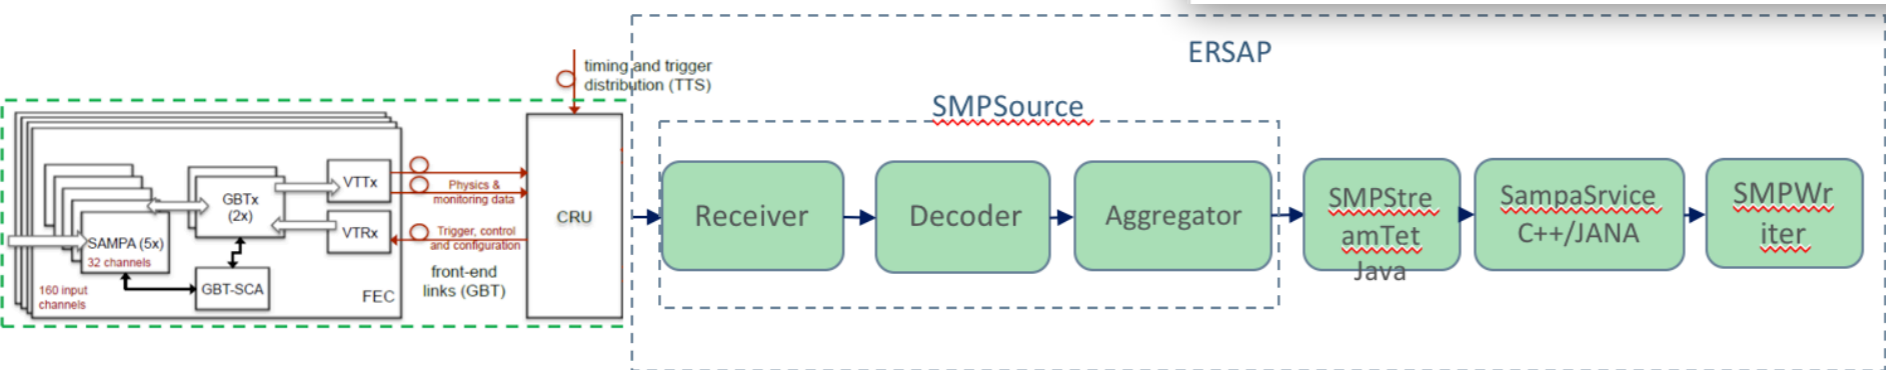 ERSAP
timing and trigger
distribution (TTS)
SMPSource
VTTx
GBTx
(2x)
VTRx
SAMPA (5x)
32 channels
GBT-SCA
160 input
channels
FEC
Physics &
monitoring data
Trigger, control
and configuration
front-end
links (GBT)
CRU
Receiver
Decoder
Aggregator
SMPStre
amTet
Java
SampaSrvice
C++/JANA
SMPWr
iter